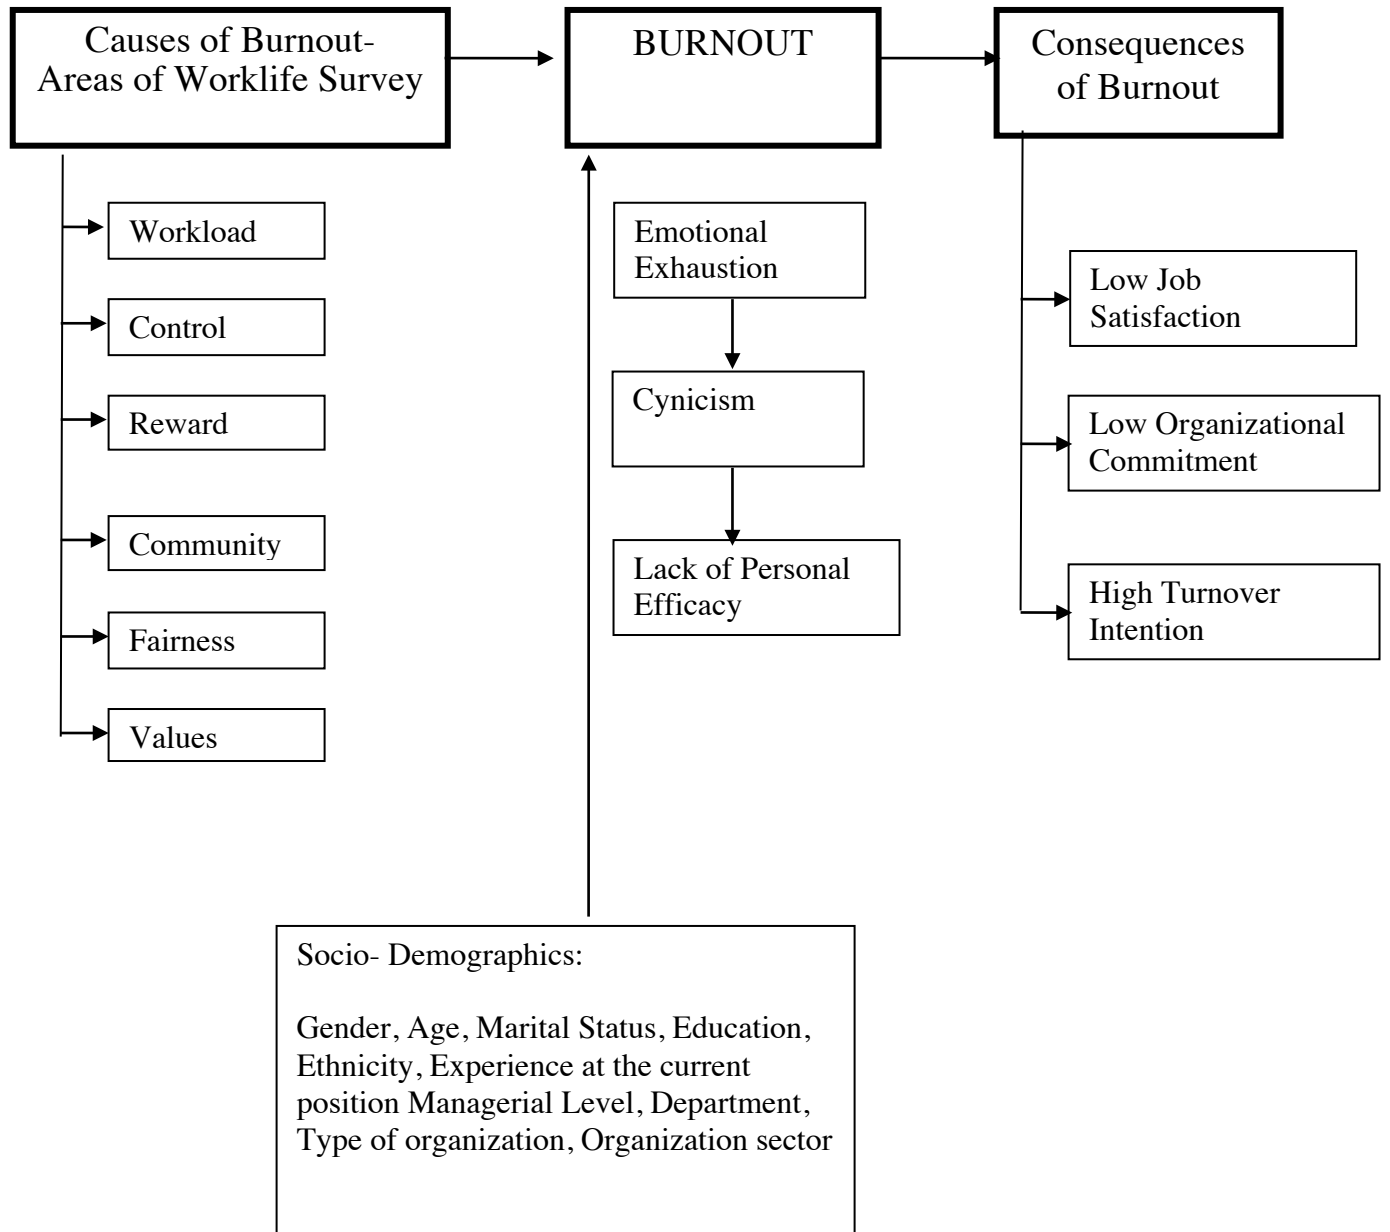 Causes of Burnout-
Areas of Worklife Survey
BURNOUT
Consequences
of Burnout
Workload
Control
Reward
Community
Fairness
Values
Emotional
Exhaustion
Cynicism
Lack of Personal
Efficacy
Low Job
Satisfaction
Low Organizational
Commitment
High Turnover
Intention
Socio- Demographics:
Gender, Age, Marital Status, Education,
Ethnicity, Experience at the current
position Managerial Level, Department,
Type of organization, Organization sector